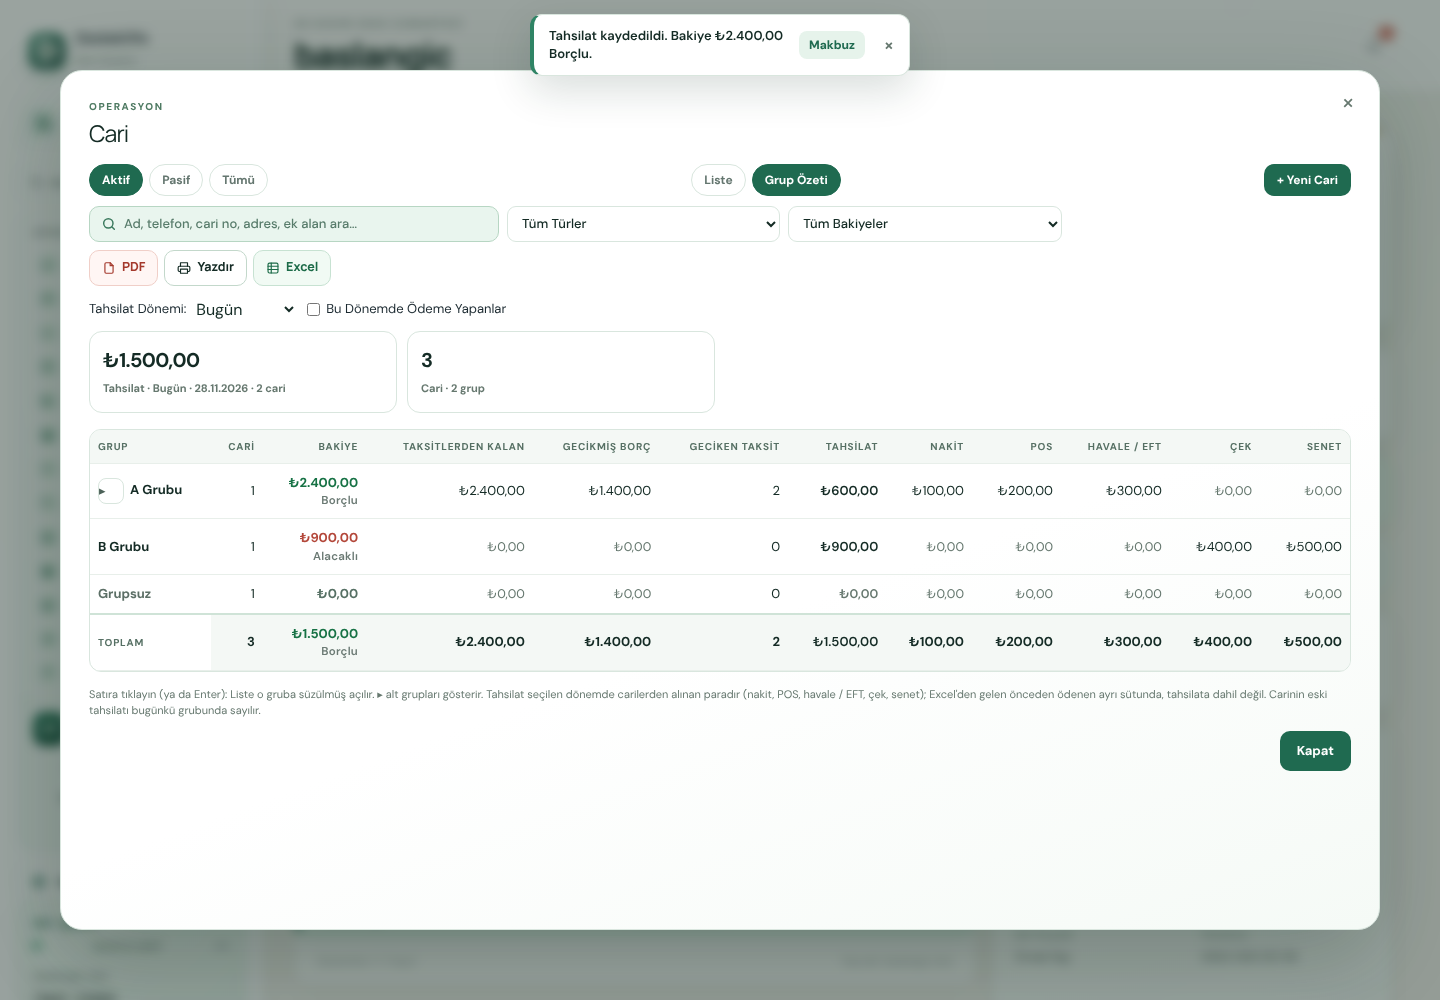 Tahsilat kaydedildi. Bakiye ₺2.400,00
Borçlu.
Makbuz
×
baslangic
OPERASYON
×
Cari
Aktif Pasif Tümü Liste Grup Özeti + Yeni Cari
Ad, telefon, cari no, adres, ek alan ara... Tüm Türler Tüm Bakiyeler
PDF Yazdır Excel
Tahsilat Dönemi: Bugün Bu Dönemde Ödeme Yapanlar
₺1.500,00 3
Tahsilat · Bugün · 28.11.2026 · 2 cari Cari · 2 grup
GRUP CARİ BAKİYE TAKSİTLERDEN KALAN GECİKMİŞ BORÇ GECİKEN TAKSİT TAHSİLAT NAKİT POS HAVALE / EFT ÇEK SENET
▸ A Grubu 1 ₺2.400,00 Borçlu ₺2.400,00 ₺1.400,00 2 ₺600,00 ₺100,00 ₺200,00 ₺300,00 ₺0,00 ₺0,00
B Grubu 1 ₺900,00 Alacaklı ₺0,00 ₺0,00 0 ₺900,00 ₺0,00 ₺0,00 ₺0,00 ₺400,00 ₺500,00
Grupsuz 1 ₺0,00 ₺0,00 ₺0,00 0 ₺0,00 ₺0,00 ₺0,00 ₺0,00 ₺0,00 ₺0,00
TOPLAM 3 ₺1.500,00 Borçlu ₺2.400,00 ₺1.400,00 2 ₺1.500,00 ₺100,00 ₺200,00 ₺300,00 ₺400,00 ₺500,00
Satıra tıklayın (ya da Enter): Liste o gruba süzülmüş açılır. ▸ alt grupları gösterir. Tahsilat seçilen dönemde carilerden alınan paradır (nakit, POS, havale / EFT, çek, senet); Excel'den gelen önceden ödenen ayrı sütunda, tahsilata dahil değil. Carinin eski
tahsilatı bugünkü grubunda sayılır.
Kapat